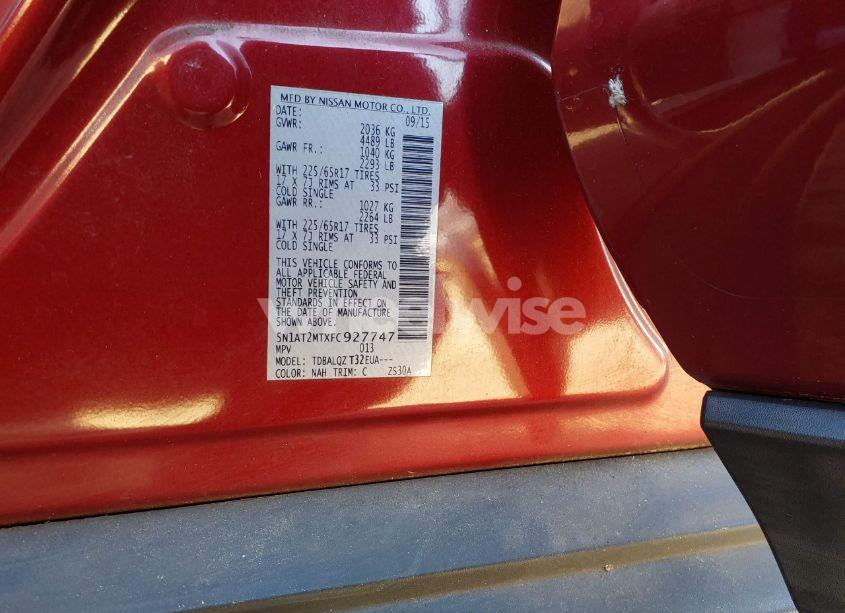 MFD BY NISSAN MOTOR CO., LTD.
DATE: 09/15
GVWR: 2036 KG
4489 LB
GAWR FR.: 1040 KG
2293 LB
WITH 225/65R17 TIRES
17 X 7J RIMS AT 33 PSI
COLD SINGLE
GAWR RR.: 1027 KG
2264 LB
WITH 225/65R17 TIRES
17 X 7J RIMS AT 33 PSI
COLD SINGLE
THIS VEHICLE CONFORMS TO
ALL APPLICABLE FEDERAL
MOTOR VEHICLE SAFETY AND
THEFT PREVENTION
STANDARDS IN EFFECT ON
THE DATE OF MANUFACTURE
SHOWN ABOVE
wheelwise
5N1AT2MTXFC927747
MPV 013
MODEL: TDBALQZ T32EUA---
COLOR: NAH TRIM: C ZS30A